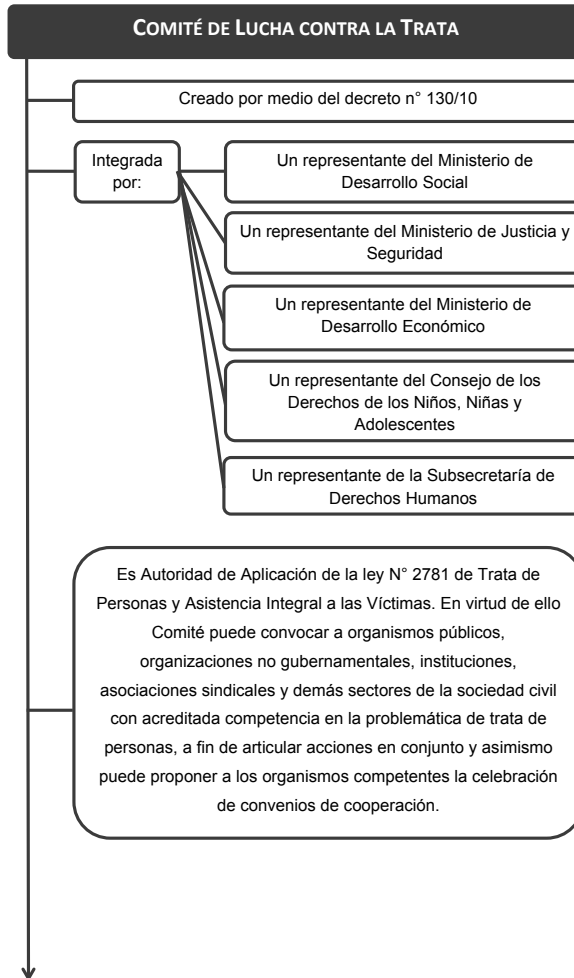 COMITÉ DE LUCHA CONTRA LA TRATA
Creado por medio del decreto n° 130/10
Integrada
por:
Un representante del Ministerio de
Desarrollo Social
Un representante del Ministerio de Justicia y
Seguridad
Un representante del Ministerio de
Desarrollo Económico
Un representante del Consejo de los
Derechos de los Niños, Niñas y
Adolescentes
Un representante de la Subsecretaría de
Derechos Humanos
Es Autoridad de Aplicación de la ley N° 2781 de Trata de
Personas y Asistencia Integral a las Víctimas. En virtud de ello
Comité puede convocar a organismos públicos,
organizaciones no gubernamentales, instituciones,
asociaciones sindicales y demás sectores de la sociedad civil
con acreditada competencia en la problemática de trata de
personas, a fin de articular acciones en conjunto y asimismo
puede proponer a los organismos competentes la celebración
de convenios de cooperación.